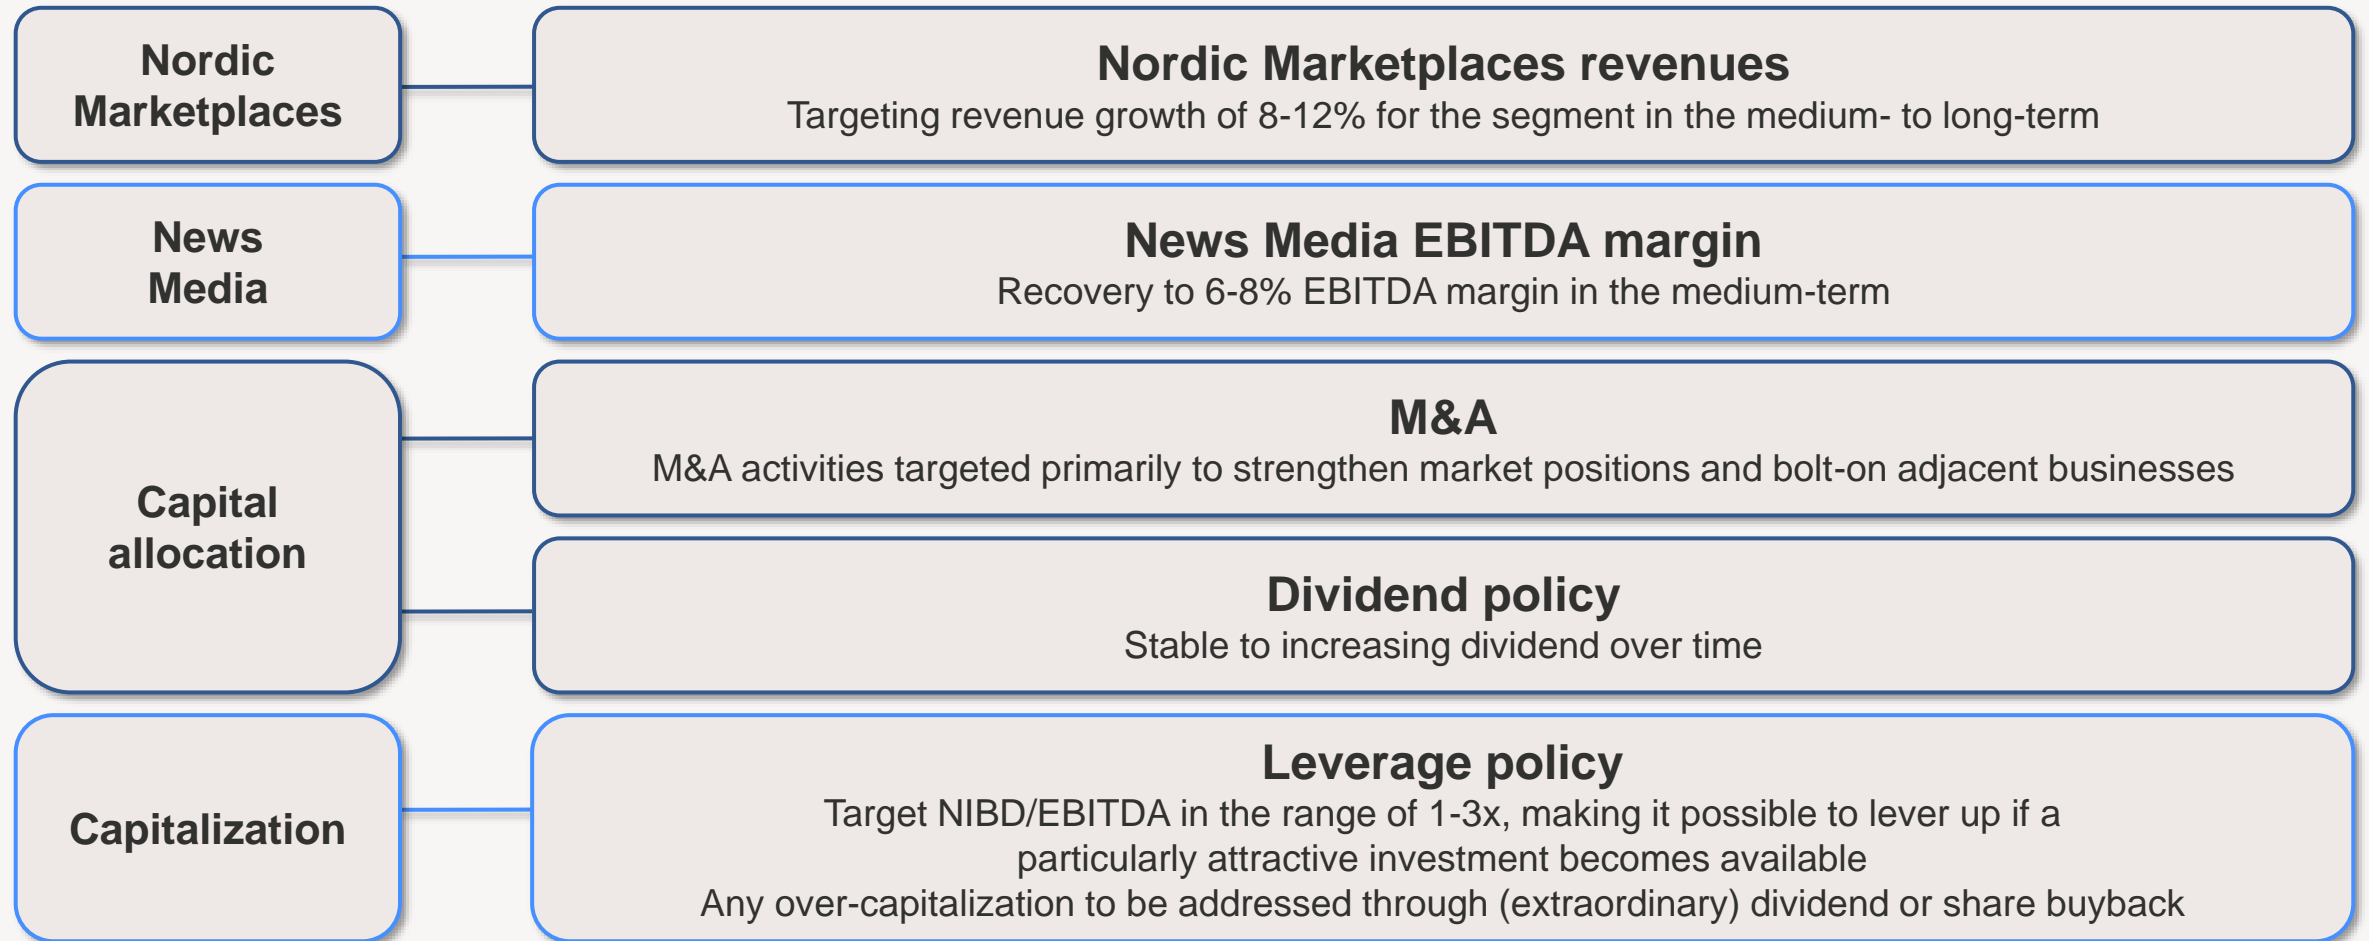 Nordic
Marketplaces
Nordic Marketplaces revenues
Targeting revenue growth of 8-12% for the segment in the medium- to long-term
News
Media
News Media EBITDA margin
Recovery to 6-8% EBITDA margin in the medium-term
Capital
allocation
M&A
M&A activities targeted primarily to strengthen market positions and bolt-on adjacent businesses
Dividend policy
Stable to increasing dividend over time
Capitalization
Leverage policy
Target NIBD/EBITDA in the range of 1-3x, making it possible to lever up if a
particularly attractive investment becomes available
Any over-capitalization to be addressed through (extraordinary) dividend or share buyback